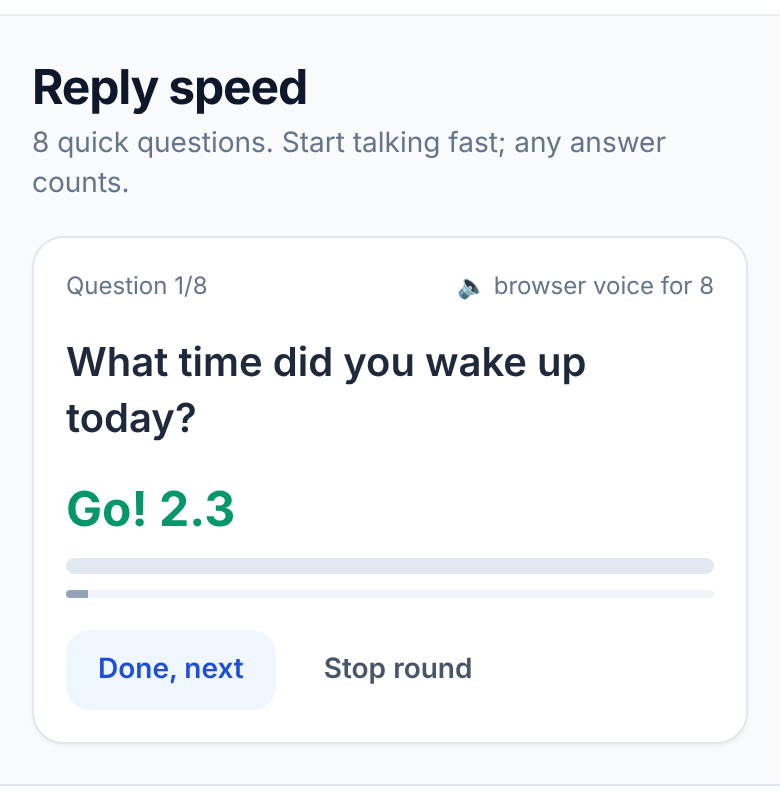 Reply speed
8 quick questions. Start talking fast; any answer
counts.
Question 1/8
🔈 browser voice for 8
What time did you wake up
today?
Go! 2.3
Done, next
Stop round